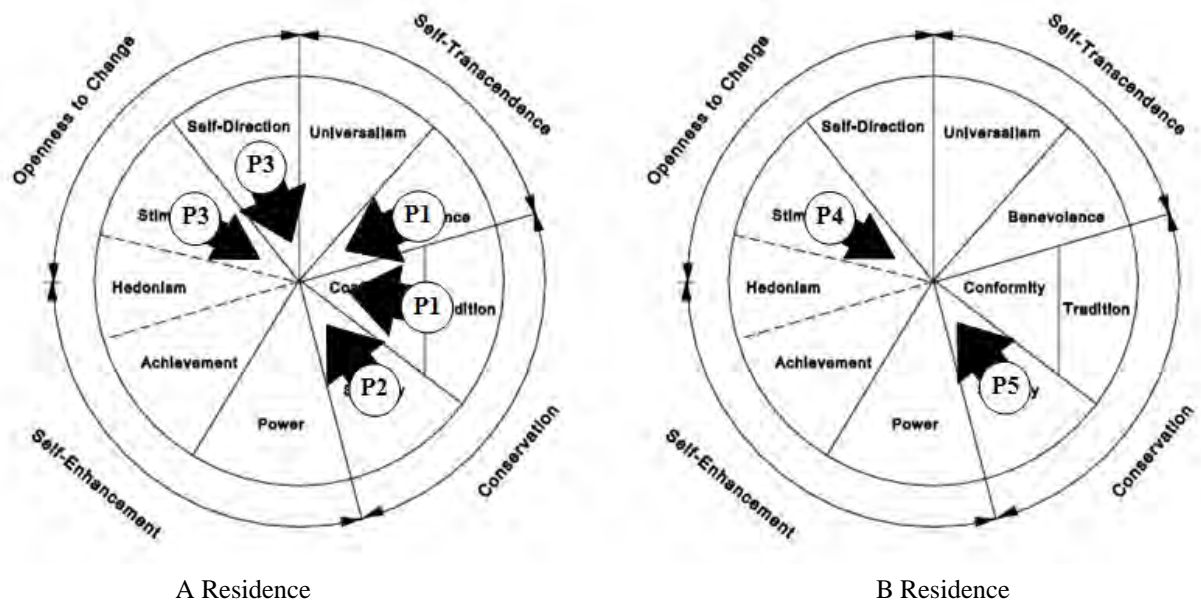 Openness to Change
Self-Transcendence
Self-Direction
Universalism
P3
P3
P1
P1
Hedonism
Achievement
P2
Power
Self-Enhancement
Conservation
A Residence
Openness to Change
Self-Transcendence
Self-Direction
Universalism
P4
Benevolence
Hedonism
Conformity
Tradition
Achievement
P5
Power
Self-Enhancement
Conservation
B Residence